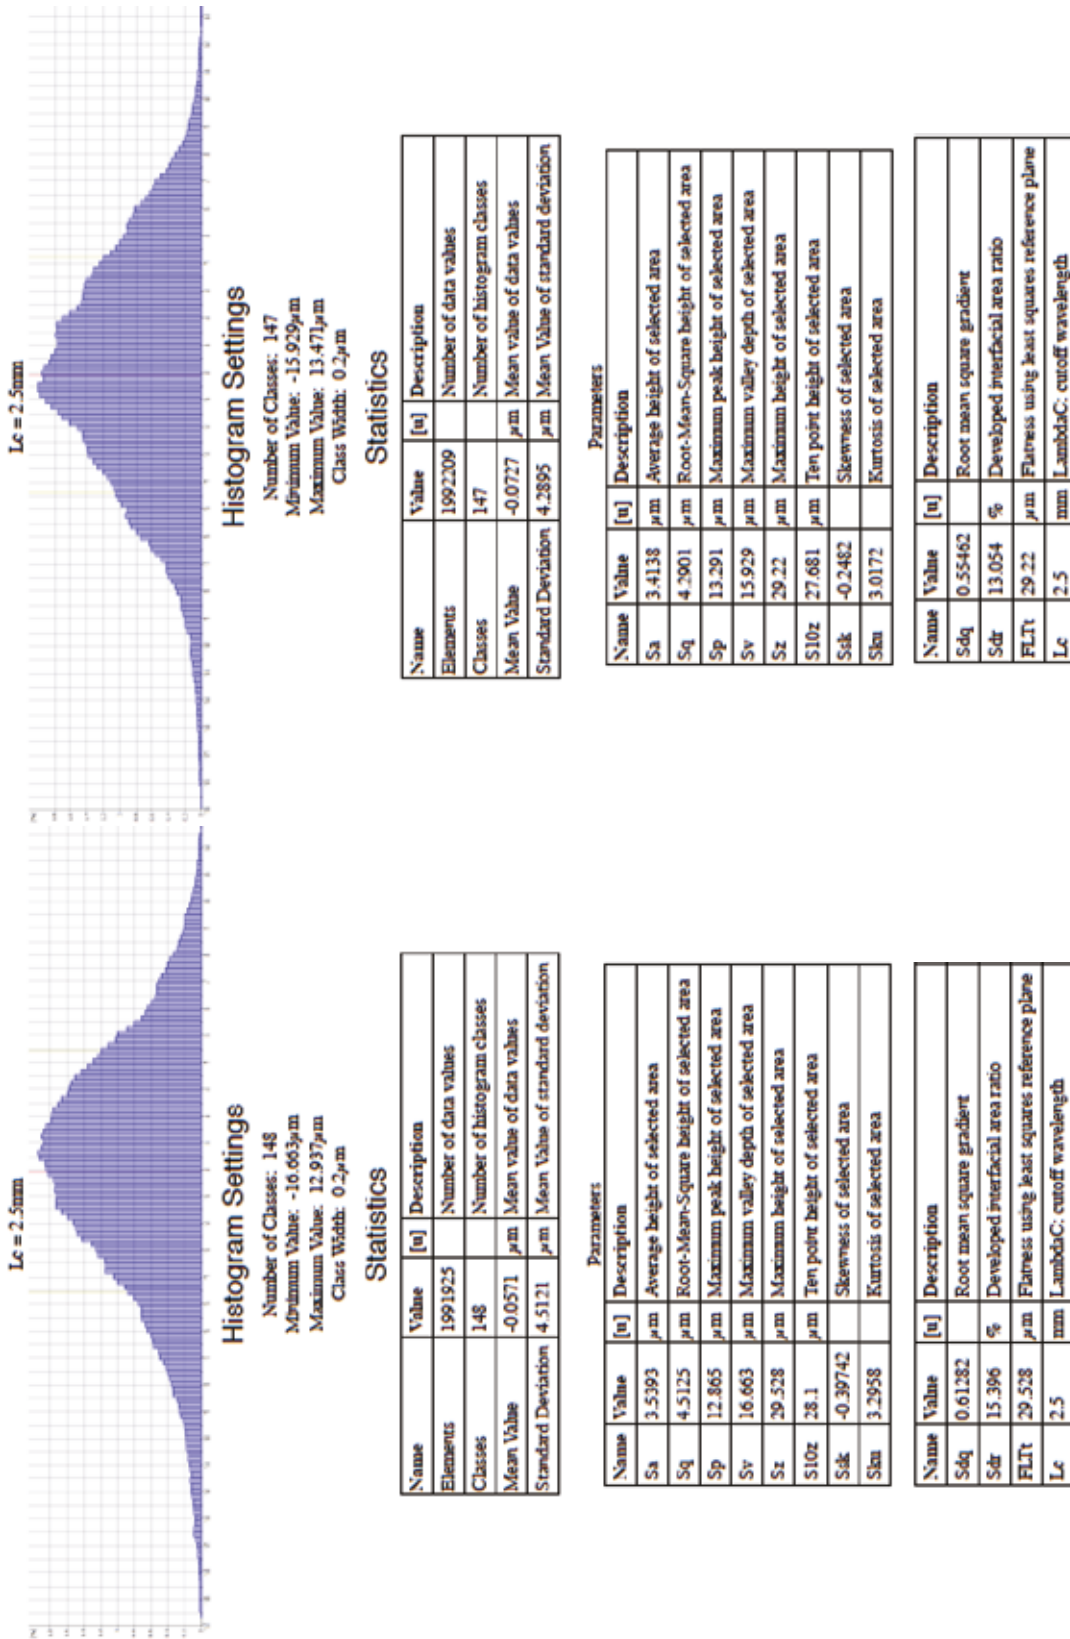 Lc = 2.5mm
Histogram Settings
Number of Classes: 148
Minimum Value: -16.663μm
Maximum Value: 12.937μm
Class Width: 0.2μm
Statistics
Name Value [u] Description
Elements 1991925 Number of data values
Classes 148 Number of histogram classes
Mean Value -0.0571 μm Mean value of data values
Standard Deviation 4.5121 μm Mean Value of standard deviation
Parameters
Name Value [u] Description
Sa 3.5393 μm Average height of selected area
Sq 4.5125 μm Root-Mean-Square height of selected area
Sp 12.865 μm Maximum peak height of selected area
Sv 16.663 μm Maximum valley depth of selected area
Sz 29.528 μm Maximum height of selected area
S10z 28.1 μm Ten point height of selected area
Ssk -0.39742 Skewness of selected area
Sku 3.2958 Kurtosis of selected area
Name Value [u] Description
Sdq 0.61282 Root mean square gradient
Sdr 15.396 % Developed interfacial area ratio
FLTt 29.528 μm Flatness using least squares reference plane
Lc 2.5 mm LambdaC: cutoff wavelength
Lc = 2.5mm
Histogram Settings
Number of Classes: 147
Minimum Value: -15.929μm
Maximum Value: 13.471μm
Class Width: 0.2μm
Statistics
Name Value [u] Description
Elements 1992209 Number of data values
Classes 147 Number of histogram classes
Mean Value -0.0727 μm Mean value of data values
Standard Deviation 4.2895 μm Mean Value of standard deviation
Parameters
Name Value [u] Description
Sa 3.4138 μm Average height of selected area
Sq 4.2901 μm Root-Mean-Square height of selected area
Sp 13.291 μm Maximum peak height of selected area
Sv 15.929 μm Maximum valley depth of selected area
Sz 29.22 μm Maximum height of selected area
S10z 27.681 μm Ten point height of selected area
Ssk -0.2482 Skewness of selected area
Sku 3.0172 Kurtosis of selected area
Name Value [u] Description
Sdq 0.55462 Root mean square gradient
Sdr 13.054 % Developed interfacial area ratio
FLTt 29.22 μm Flatness using least squares reference plane
Lc 2.5 mm LambdaC: cutoff wavelength